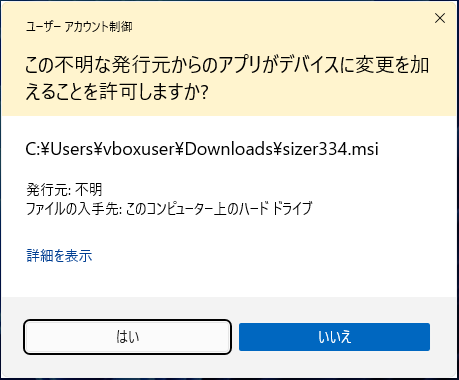 ユーザー アカウント制御
この不明な発行元からのアプリがデバイスに変更を加
えることを許可しますか?
C:¥Users¥vboxuser¥Downloads¥sizer334.msi
発行元: 不明
ファイルの入手先: このコンピューター上のハード ドライブ
詳細を表示
はい
いいえ